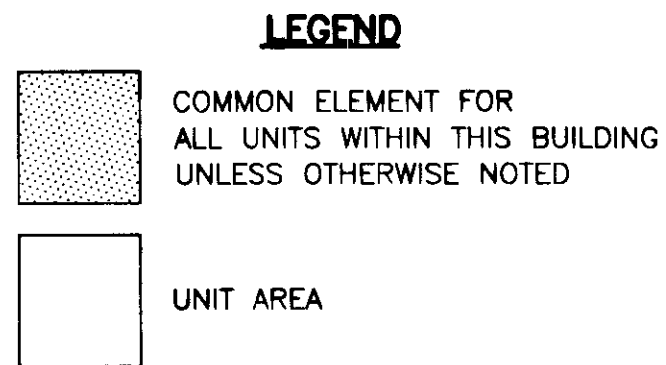 LEGEND
COMMON ELEMENT FOR
ALL UNITS WITHIN THIS BUILDING
UNLESS OTHERWISE NOTED
UNIT AREA